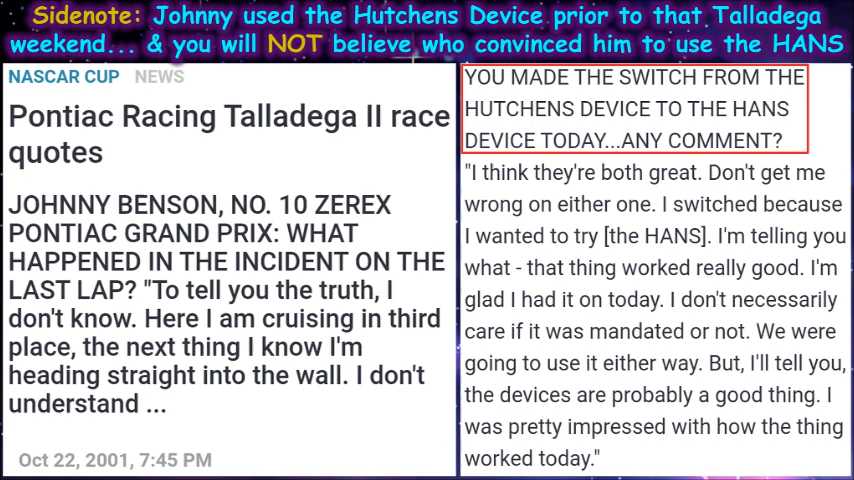 Sidenote: Johnny used the Hutchens Device prior to that Talladega
weekend... & you will NOT believe who convinced him to use the HANS
NASCAR CUP NEWS
Pontiac Racing Talladega II race
quotes
JOHNNY BENSON, NO. 10 ZEREX
PONTIAC GRAND PRIX: WHAT
HAPPENED IN THE INCIDENT ON THE
LAST LAP? "To tell you the truth, I
don't know. Here I am cruising in third
place, the next thing I know I'm
heading straight into the wall. I don't
understand ...
Oct 22, 2001, 7:45 PM
YOU MADE THE SWITCH FROM THE
HUTCHENS DEVICE TO THE HANS
DEVICE TODAY...ANY COMMENT?
"I think they're both great. Don't get me
wrong on either one. I switched because
I wanted to try [the HANS]. I'm telling you
what - that thing worked really good. I'm
glad I had it on today. I don't necessarily
care if it was mandated or not. We were
going to use it either way. But, I'll tell you,
the devices are probably a good thing. I
was pretty impressed with how the thing
worked today."